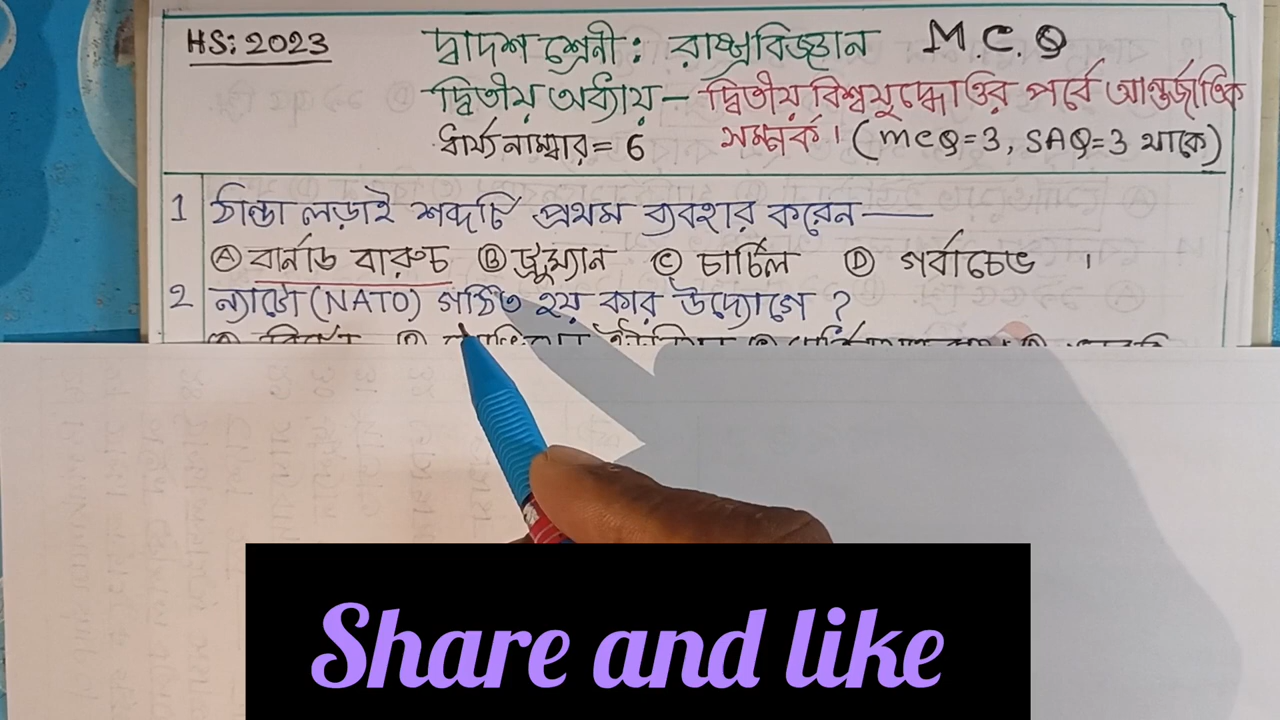 HS: 2023
দ্বাদশ শ্রেণী: রাষ্ট্রবিজ্ঞান M.C.Q
দ্বিতীয় অধ্যায় – দ্বিতীয় বিশ্বযুদ্ধোত্তর পর্বে আন্তর্জাতিক
ধার্য্য নাম্বার = 6 সম্পর্ক। (MCQ=3, SAQ=3 থাকে)
1 ঠান্ডা লড়াই শব্দটি প্রথম ব্যবহার করেন —
Ⓐ বার্নাড বারুচ Ⓑ ট্রুম্যান Ⓒ চার্চিল Ⓓ গর্বাচেভ ।
2 ন্যাটো (NATO) গঠিত হয় কার উদ্যোগে ?
Share and like